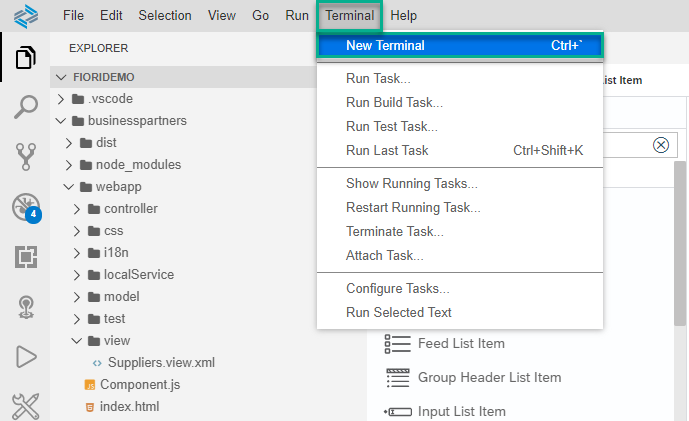 File Edit Selection View Go Run Terminal Help
EXPLORER
FIORIDEMO
.vscode
businesspartners
dist
node_modules
webapp
controller
css
i18n
localService
model
test
view
Suppliers.view.xml
Component.js
index.html
4
New Terminal Ctrl+`
Run Task...
Run Build Task...
Run Test Task...
Run Last Task Ctrl+Shift+K
Show Running Tasks...
Restart Running Task...
Terminate Task...
Attach Task...
Configure Tasks...
Run Selected Text
List Item
Feed List Item
Group Header List Item
Input List Item